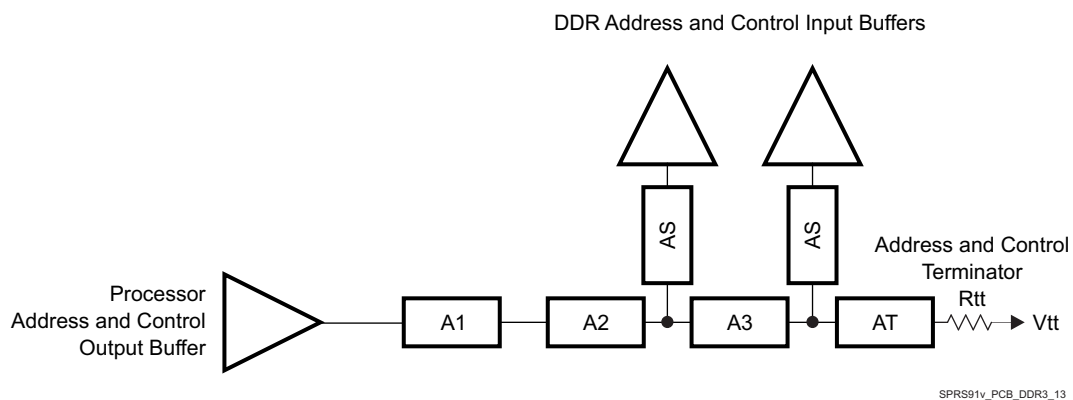 DDR Address and Control Input Buffers
AS
AS
Processor
Address and Control
Output Buffer
A1
A2
A3
AT
Address and Control
Terminator
Rtt
Vtt
SPRS91v_PCB_DDR3_13